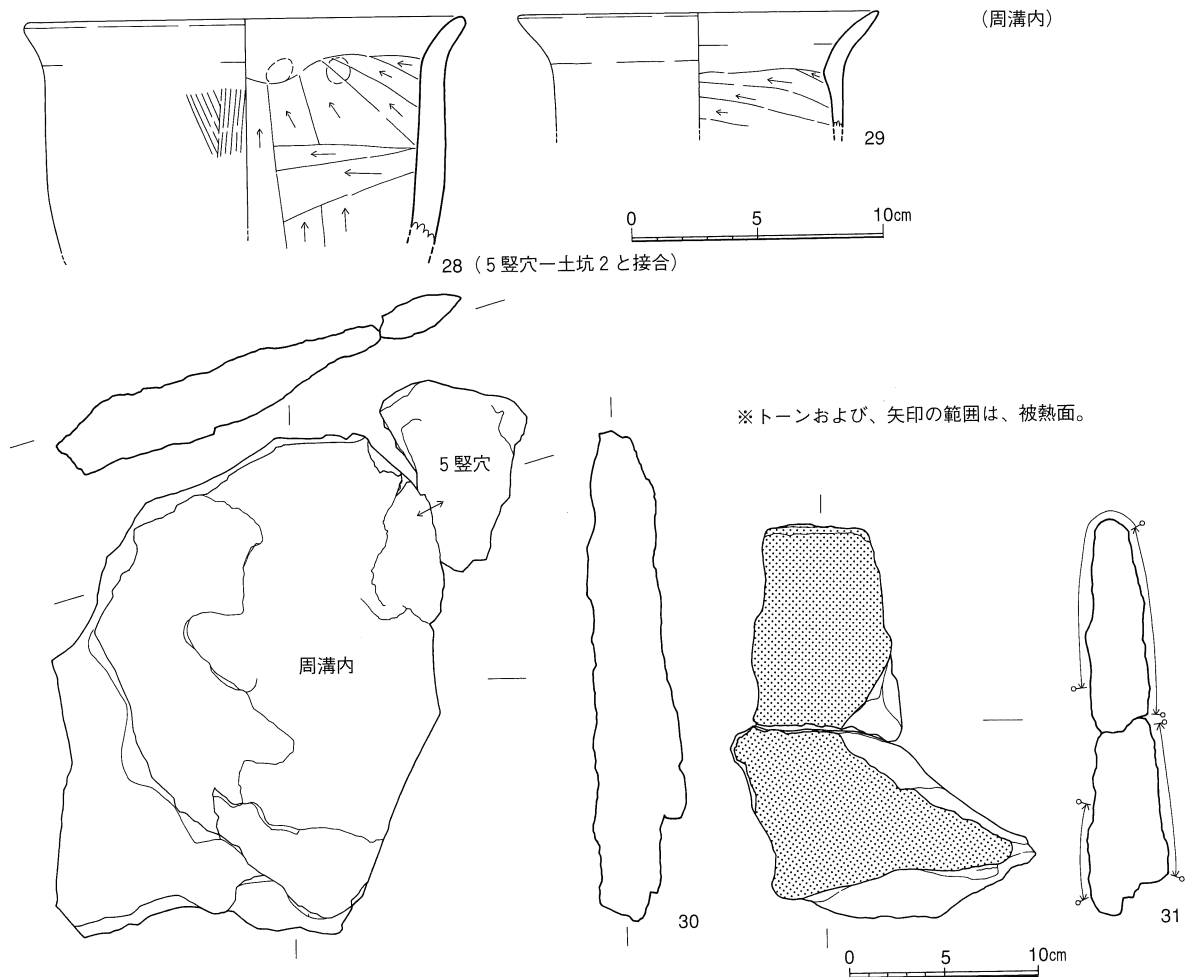 （周溝内）
29
0 5 10cm
28（5竪穴ー土坑2と接合）
※トーンおよび、矢印の範囲は、被熱面。
5竪穴
周溝内
30
31
0 5 10cm